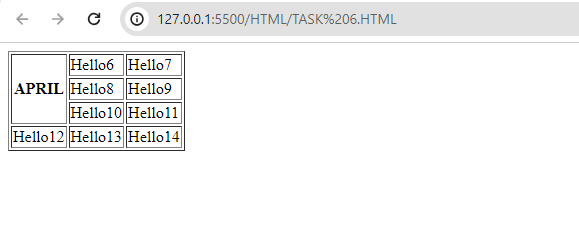 127.0.0.1:5500/HTML/TASK%206.HTML
Hello6 Hello7
APRIL Hello8 Hello9
Hello10 Hello11
Hello12 Hello13 Hello14